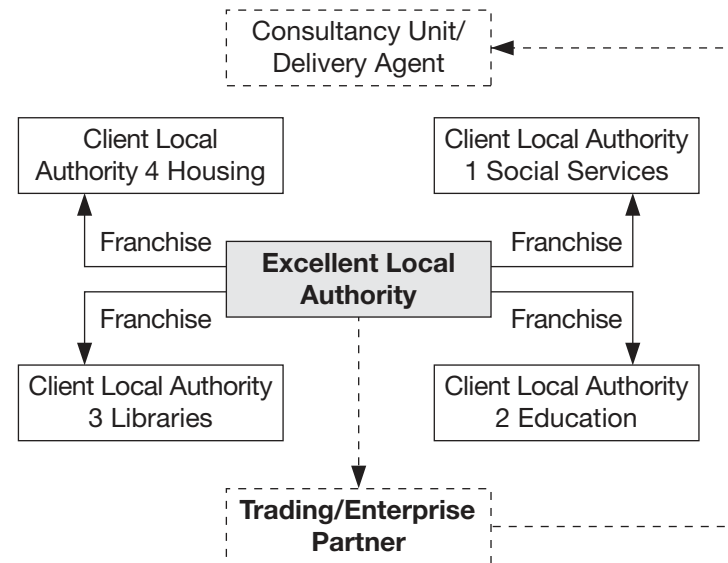 Consultancy Unit/
Delivery Agent
Client Local
Authority 4 Housing
Client Local Authority
1 Social Services
Franchise
Franchise
Excellent Local
Authority
Franchise
Franchise
Client Local Authority
3 Libraries
Client Local Authority
2 Education
Trading/Enterprise
Partner